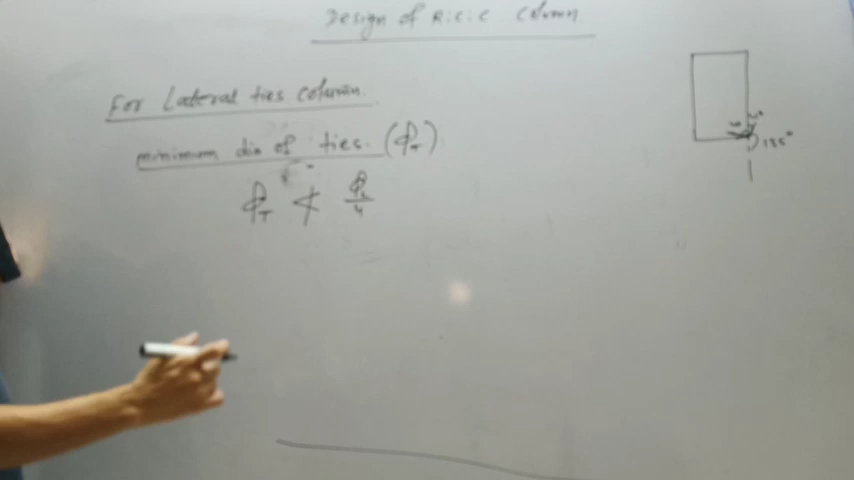 Design of R.C.C Column
For Lateral ties column.
minimum dia of ties. (ϕT)
ϕT ≮ ϕL/4
135°